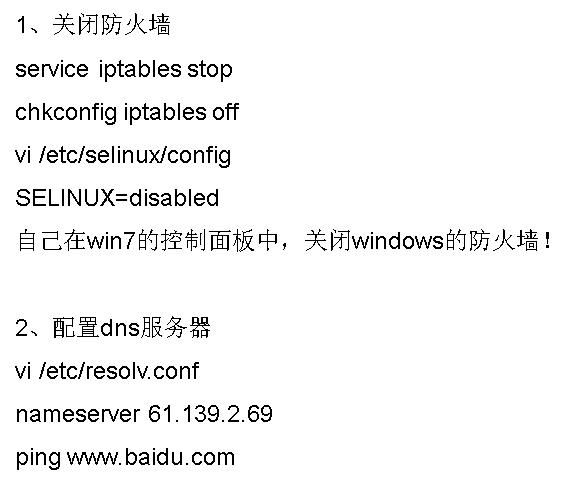 1、关闭防火墙
service iptables stop
chkconfig iptables off
vi /etc/selinux/config
SELINUX=disabled
自己在win7的控制面板中，关闭windows的防火墙！
2、配置dns服务器
vi /etc/resolv.conf
nameserver 61.139.2.69
ping www.baidu.com